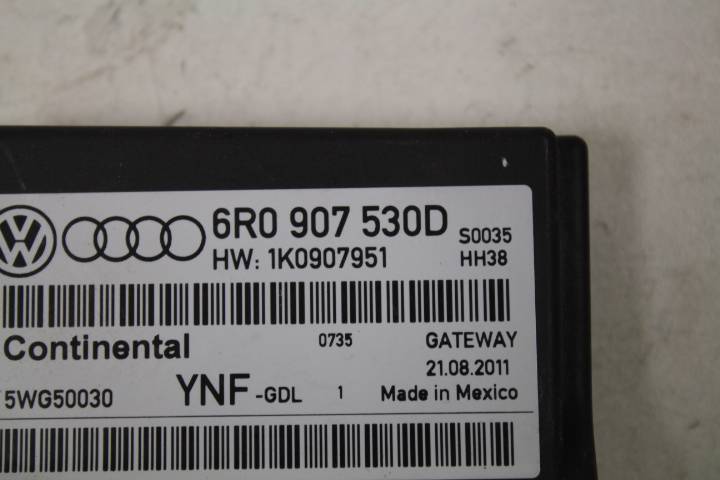 6R0 907 530D S0035
HW: 1K0907951 HH38
Continental 0735 GATEWAY
21.08.2011
5WG50030 YNF -GDL 1 Made in Mexico